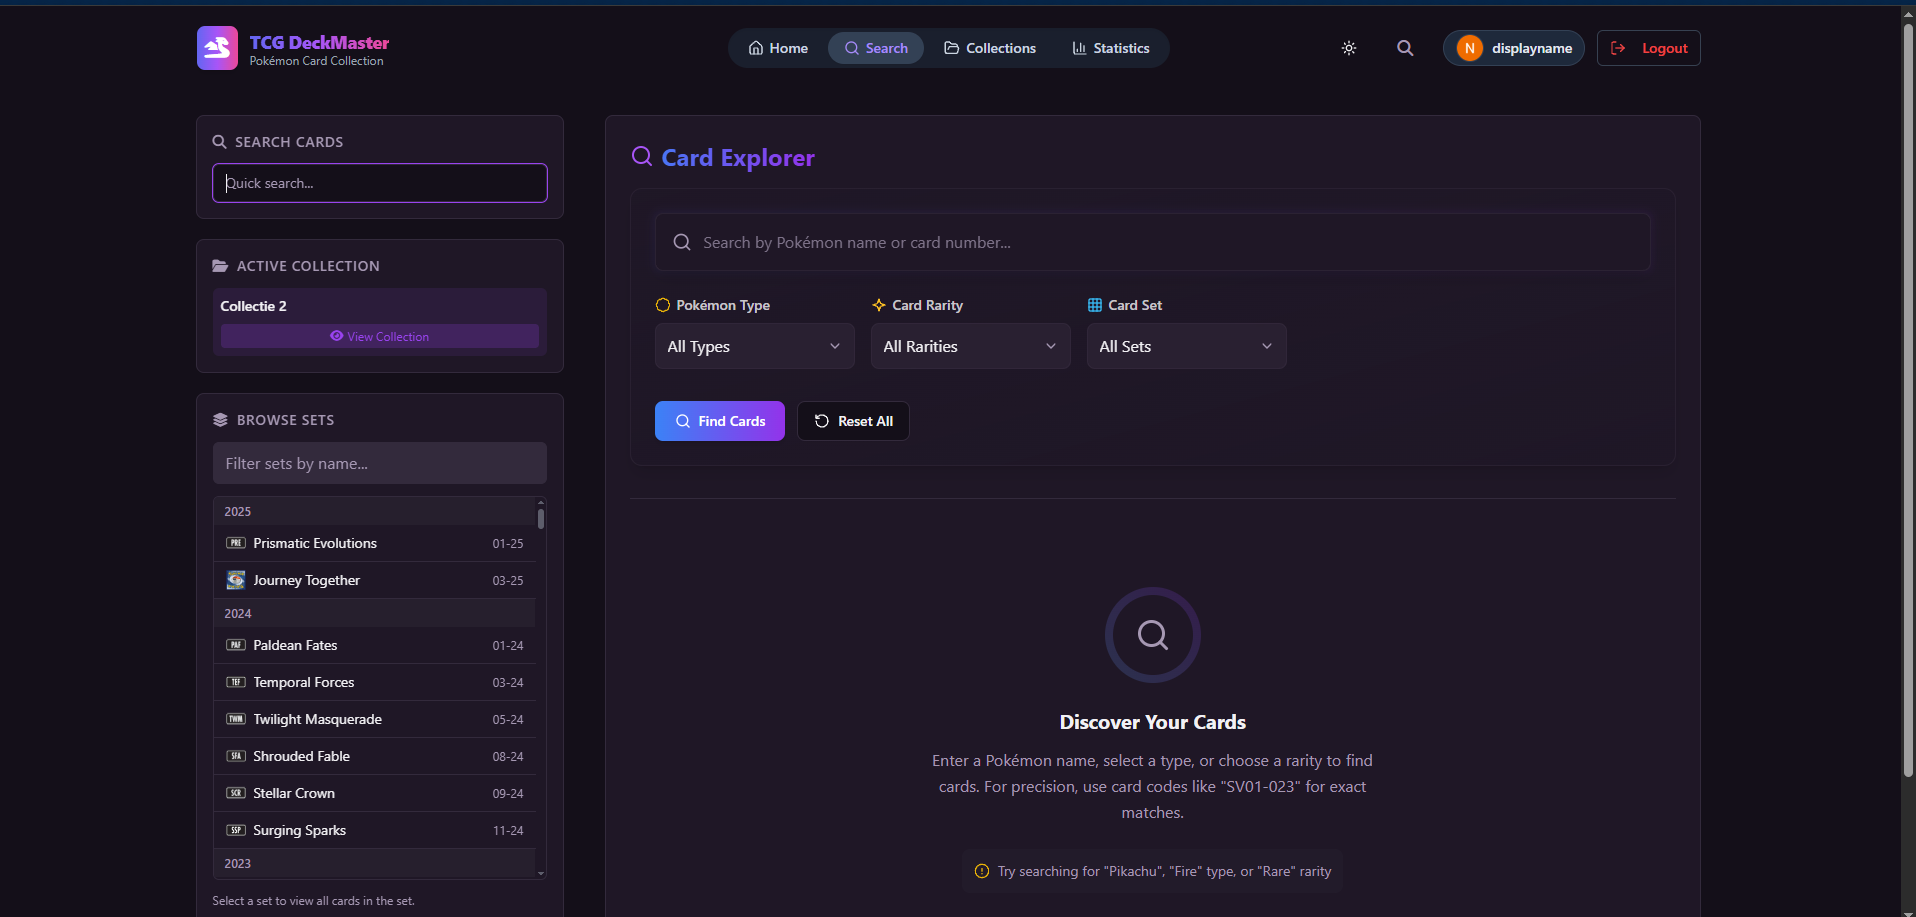 TCG DeckMaster
Pokémon Card Collection
Home
Search
Collections
Statistics
N
displayname
Logout
SEARCH CARDS
Quick search...
ACTIVE COLLECTION
Collectie 2
View Collection
BROWSE SETS
Filter sets by name...
2025
PRE Prismatic Evolutions 01-25
Journey Together 03-25
2024
PAF Paldean Fates 01-24
TEF Temporal Forces 03-24
TWM Twilight Masquerade 05-24
SFA Shrouded Fable 08-24
SCR Stellar Crown 09-24
SSP Surging Sparks 11-24
2023
Select a set to view all cards in the set.
Card Explorer
Search by Pokémon name or card number...
Pokémon Type
Card Rarity
Card Set
All Types
All Rarities
All Sets
Find Cards
Reset All
Discover Your Cards
Enter a Pokémon name, select a type, or choose a rarity to find
cards. For precision, use card codes like "SV01-023" for exact
matches.
Try searching for "Pikachu", "Fire" type, or "Rare" rarity